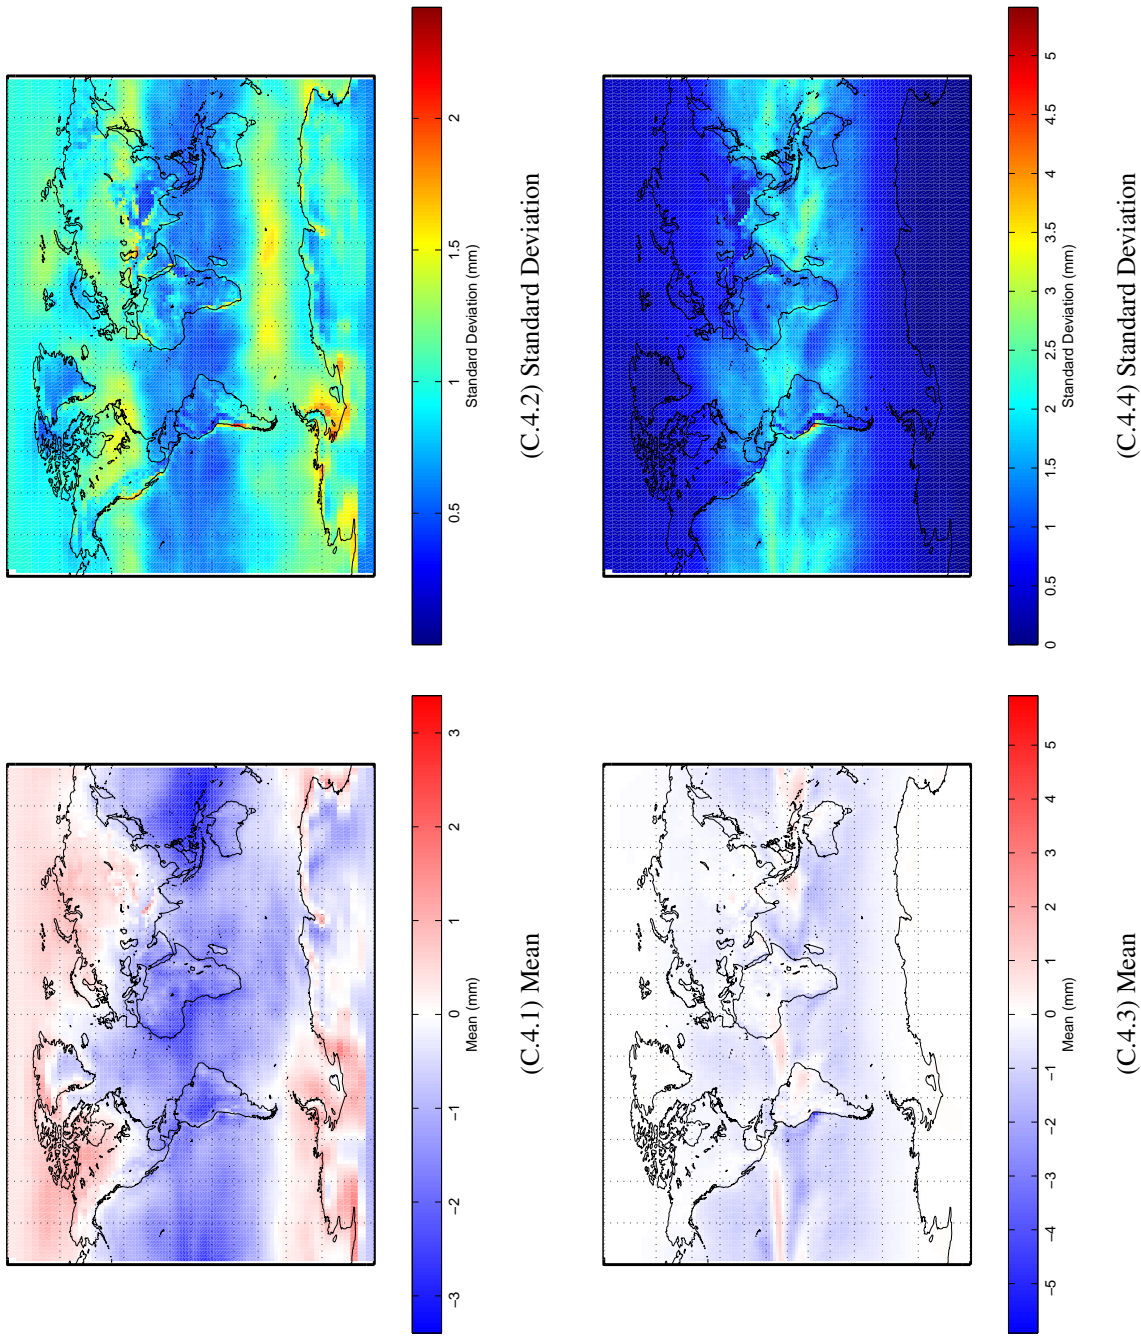 −3 −2 −1 0 1 2 3
Mean (mm)
(C.4.1) Mean
0.5 1 1.5 2
Standard Deviation (mm)
(C.4.2) Standard Deviation
−5 −4 −3 −2 −1 0 1 2 3 4 5
Mean (mm)
(C.4.3) Mean
0 0.5 1 1.5 2 2.5 3 3.5 4 4.5 5
Standard Deviation (mm)
(C.4.4) Standard Deviation